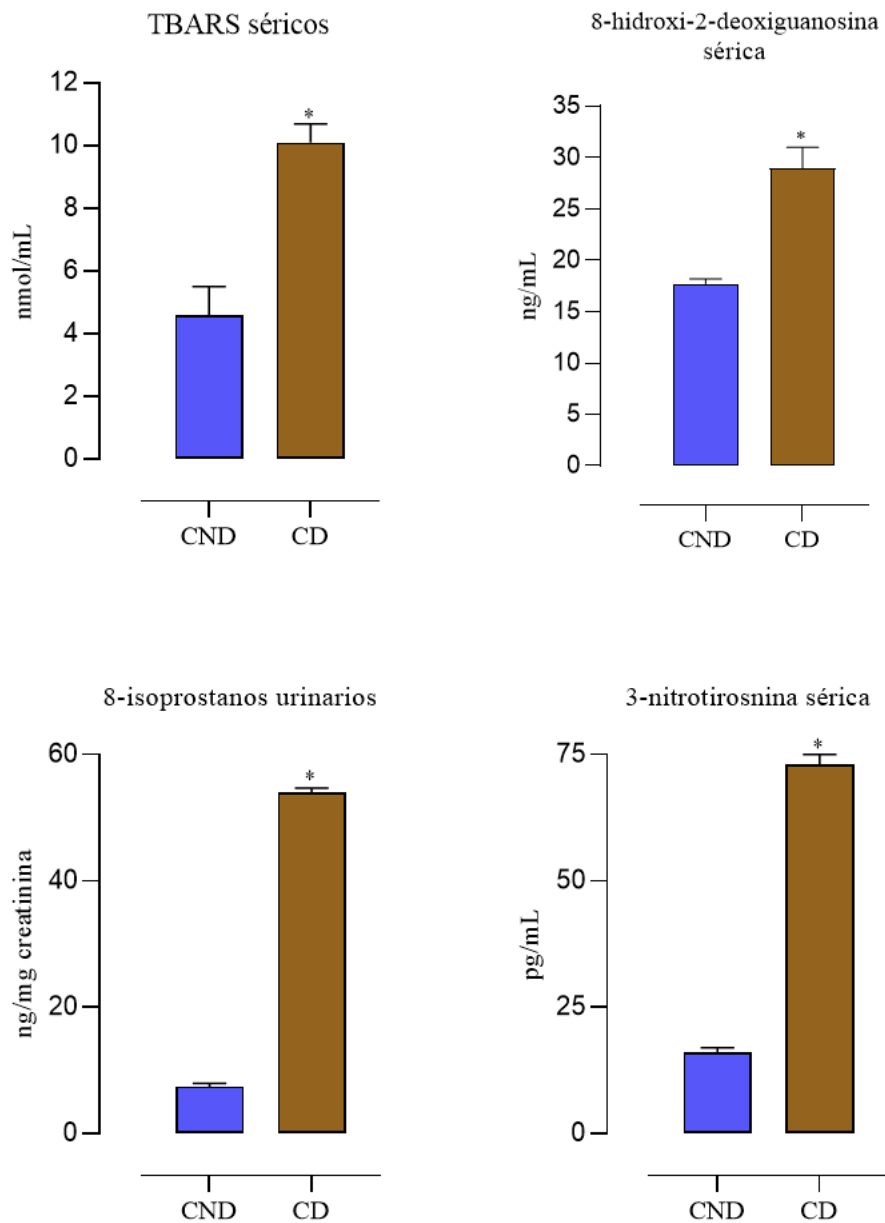 TBARS séricos
12
10
8
6
4
2
0
nmol/mL
*
CND
CD
8-hidroxi-2-deoxiguanosina
sérica
35
30
25
20
15
10
5
0
ng/mL
*
CND
CD
8-isoprostanos urinarios
60
40
20
0
ng/mg creatinina
*
CND
CD
3-nitrotirosnina sérica
75
50
25
0
pg/mL
*
CND
CD